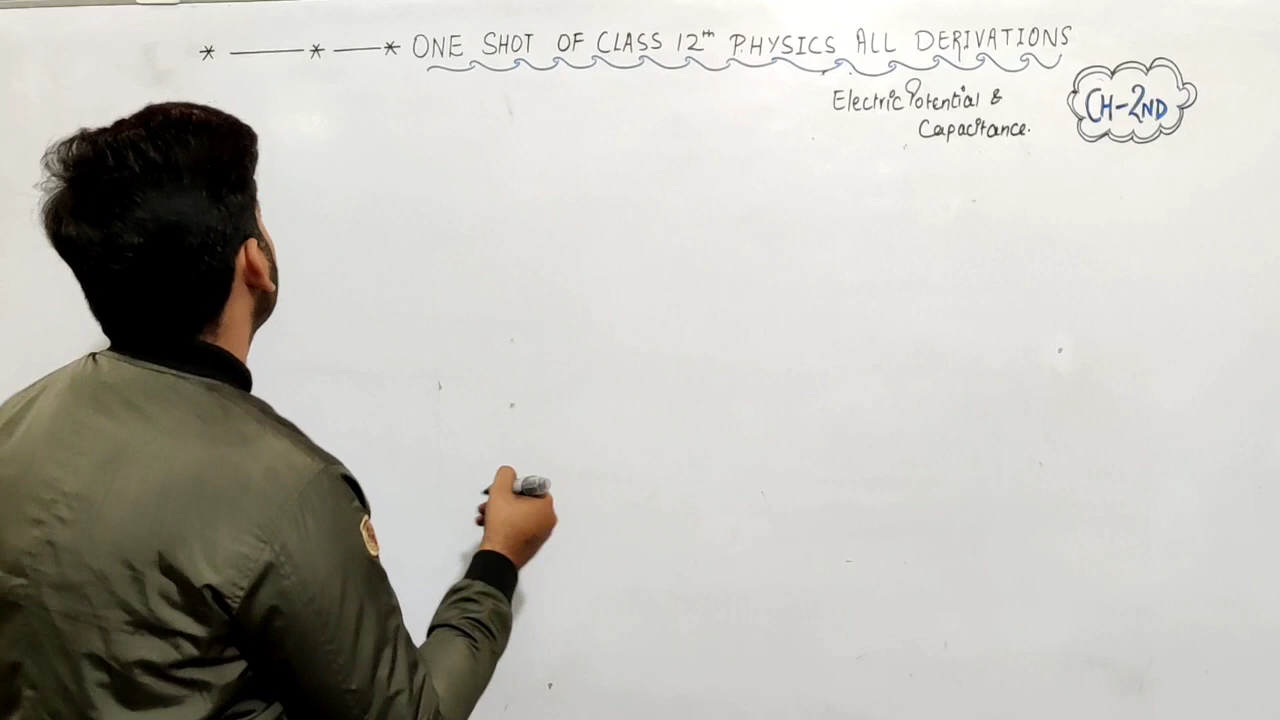 * —— * —— * ONE SHOT OF CLASS 12th PHYSICS ALL DERIVATIONS
Electric Potential &
Capacitance.
CH-2ND